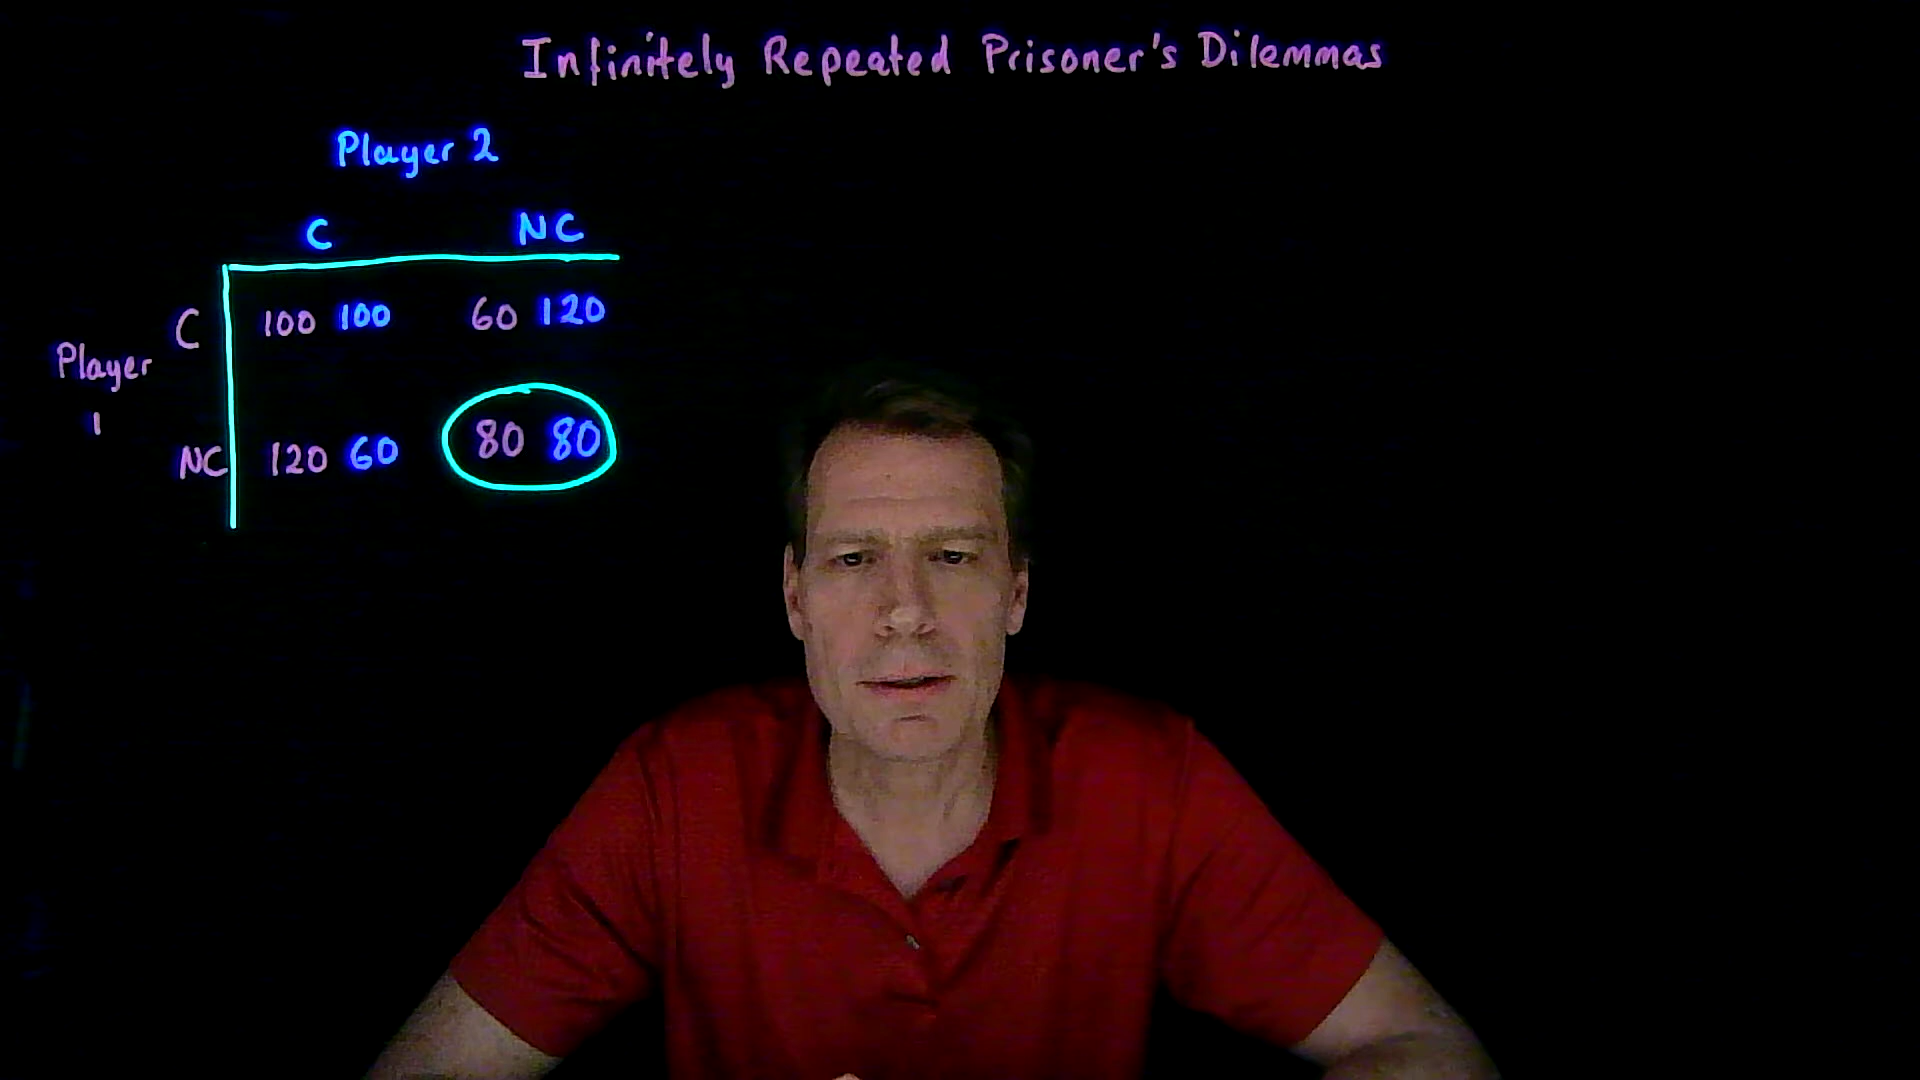 Infinitely Repeated Prisoner's Dilemmas
Player 2
C NC
C 100 100 60 120
Player
1
NC 120 60 80 80